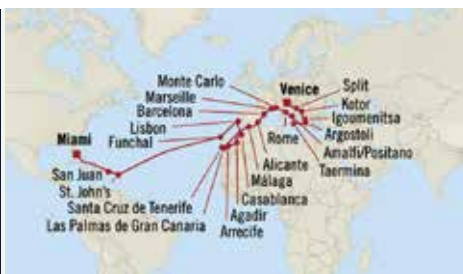 Monte Carlo
Marseille
Barcelona
Lisbon
Funchal
Miami
San Juan
St. John's
Santa Cruz de Tenerife
Las Palmas de Gran Canaria
Venice
Split
Kotor
Igoumenitsa
Argostoli
Amalfi/Positano
Taormina
Rome
Alicante
Málaga
Casablanca
Agadir
Arrecife